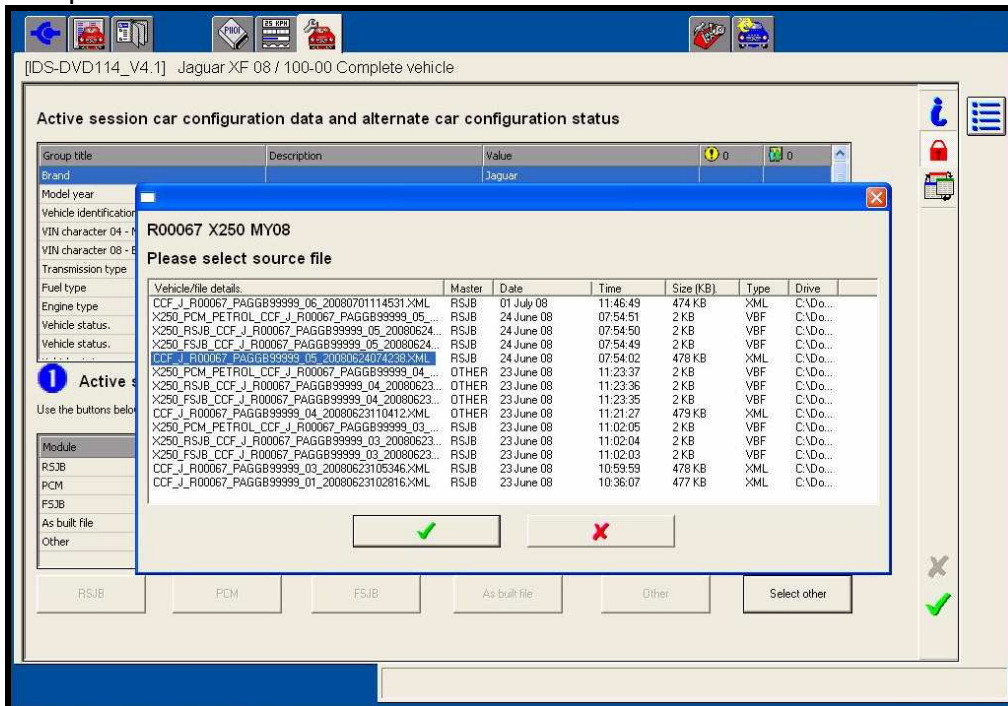 PHOI
25 KPH
[IDS-DVD114_V4.1] Jaguar XF 08 / 100-00 Complete vehicle
Active session car configuration data and alternate car configuration status
Group title Description Value 0 0
Brand Jaguar
Model year
Vehicle identification
VIN character 04 -
VIN character 08 -
Transmission type
Fuel type
Engine type
Vehicle status.
Vehicle status.
R00067 X250 MY08
Please select source file
Vehicle/file details. Master Date Time Size (KB). Type Drive
CCF_J_R00067_PAGGB99999_06_20080701114531.XML RSJB 01 July 08 11:46:49 474 KB XML C:\Do...
X250_PCM_PETROL_CCF_J_R00067_PAGGB99999_05_... RSJB 24 June 08 07:54:51 2 KB VBF C:\Do...
X250_RSJB_CCF_J_R00067_PAGGB99999_05_20080624... RSJB 24 June 08 07:54:50 2 KB VBF C:\Do...
X250_FSJB_CCF_J_R00067_PAGGB99999_05_20080624... RSJB 24 June 08 07:54:49 2 KB VBF C:\Do...
CCF_J_R00067_PAGGB99999_05_20080624074238.XML RSJB 24 June 08 07:54:02 478 KB XML C:\Do...
X250_PCM_PETROL_CCF_J_R00067_PAGGB99999_04_... OTHER 23 June 08 11:23:37 2 KB VBF C:\Do...
X250_RSJB_CCF_J_R00067_PAGGB99999_04_20080623... OTHER 23 June 08 11:23:36 2 KB VBF C:\Do...
X250_FSJB_CCF_J_R00067_PAGGB99999_04_20080623... OTHER 23 June 08 11:23:35 2 KB VBF C:\Do...
CCF_J_R00067_PAGGB99999_04_20080623110412.XML OTHER 23 June 08 11:21:27 479 KB XML C:\Do...
X250_PCM_PETROL_CCF_J_R00067_PAGGB99999_03_... RSJB 23 June 08 11:02:05 2 KB VBF C:\Do...
X250_RSJB_CCF_J_R00067_PAGGB99999_03_20080623... RSJB 23 June 08 11:02:04 2 KB VBF C:\Do...
X250_FSJB_CCF_J_R00067_PAGGB99999_03_20080623... RSJB 23 June 08 11:02:03 2 KB VBF C:\Do...
CCF_J_R00067_PAGGB99999_03_20080623105346.XML RSJB 23 June 08 10:59:59 478 KB XML C:\Do...
CCF_J_R00067_PAGGB99999_01_20080623102816.XML RSJB 23 June 08 10:36:07 477 KB XML C:\Do...
1 Active s
Use the buttons belo
Module
RSJB
PCM
FSJB
As built file
Other
RSJB PCM FSJB As built file Other Select other